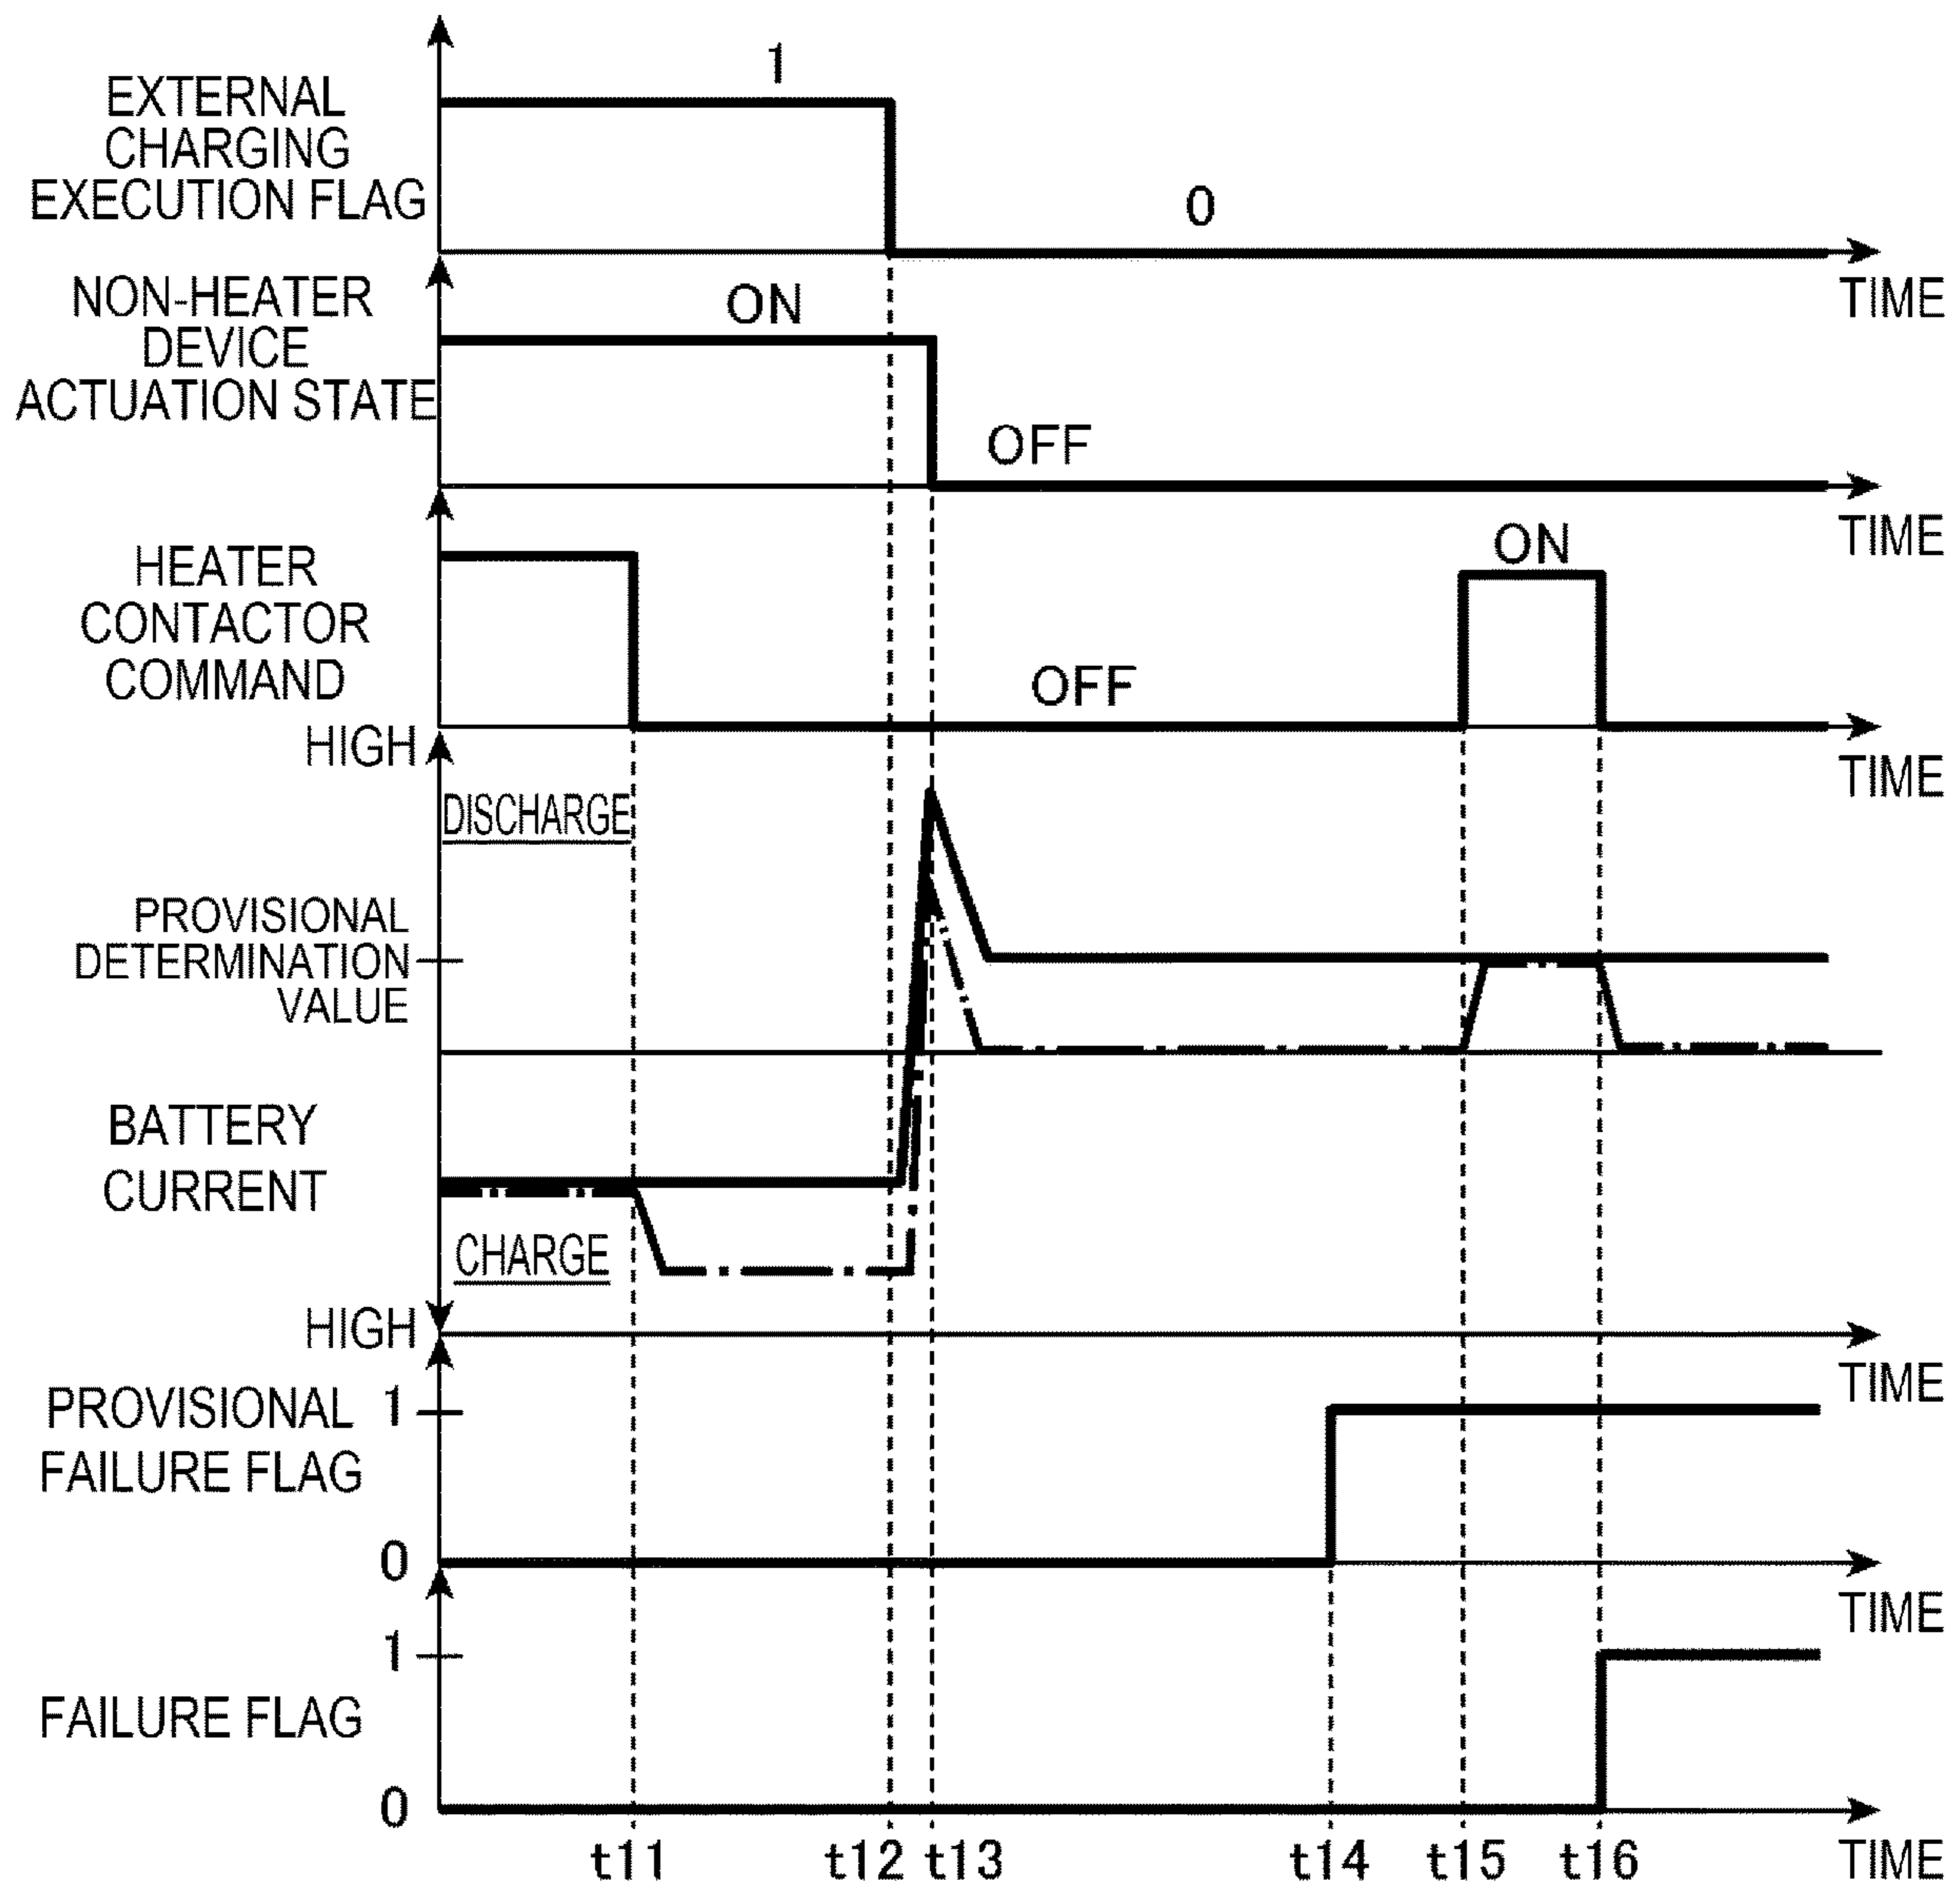 1
EXTERNAL
CHARGING
EXECUTION FLAG
0
TIME
NON-HEATER
DEVICE
ACTUATION STATE
ON
OFF
TIME
HEATER
CONTACTOR
COMMAND
ON
OFF
TIME
HIGH
DISCHARGE
PROVISIONAL
DETERMINATION
VALUE
BATTERY
CURRENT
CHARGE
HIGH
TIME
PROVISIONAL
FAILURE FLAG
1
0
TIME
FAILURE FLAG
1
0
t11 t12 t13 t14 t15 t16 TIME